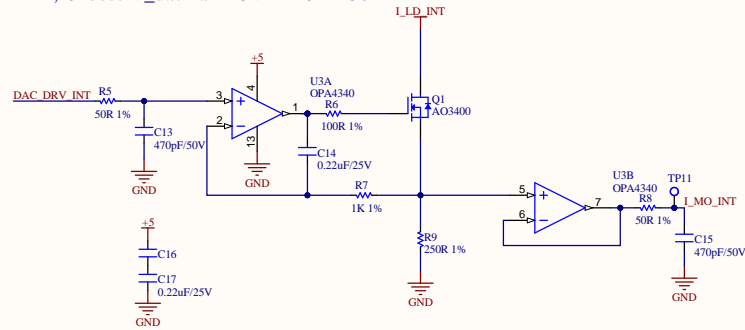 I_LD_INT
+5
U3A
OPA4340
DAC_DRV_INT
R5
50R 1%
3
2
4
13
1
R6
100R 1%
Q1
AO3400
C13
470pF/50V
GND
GND
C14
0.22uF/25V
R7
1K 1%
U3B
OPA4340
TP11
5
6
7
R8
50R 1%
I_MO_INT
R9
250R 1%
C15
470pF/50V
GND
GND
+5
C16
C17
0.22uF/25V
GND